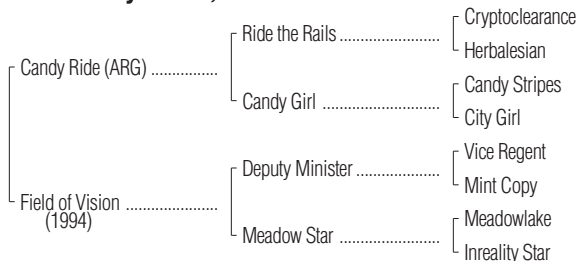 Cryptoclearance
Ride the Rails
Herbalesian
Candy Ride (ARG)
Candy Stripes
Candy Girl
City Girl
Vice Regent
Deputy Minister
Mint Copy
Field of Vision
(1994)
Meadowlake
Meadow Star
Inreality Star